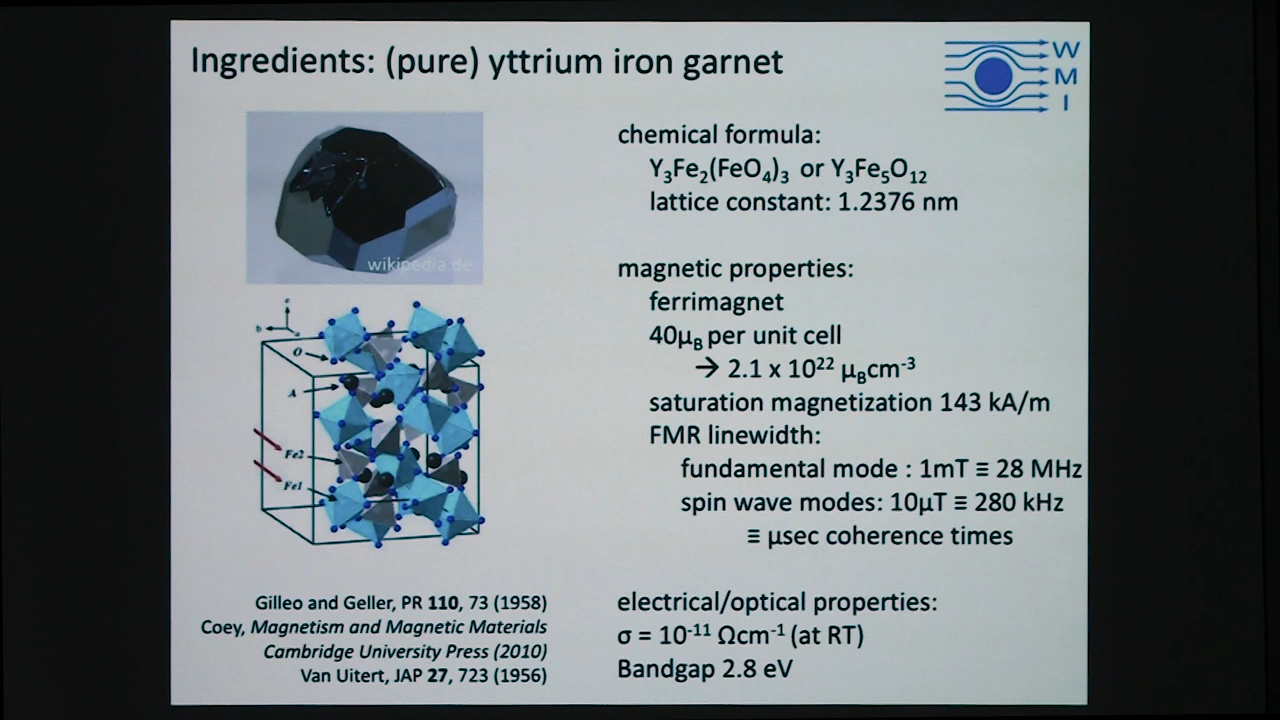 Ingredients: (pure) yttrium iron garnet
W
M
I
wikipedia.de
c
b
a
O
A
Fe2
Fe1
Gilleo and Geller, PR 110, 73 (1958)
Coey, Magnetism and Magnetic Materials
Cambridge University Press (2010)
Van Uitert, JAP 27, 723 (1956)
chemical formula:
Y₃Fe₂(FeO₄)₃ or Y₃Fe₅O₁₂
lattice constant: 1.2376 nm
magnetic properties:
ferrimagnet
40μB per unit cell
→ 2.1 x 10²² μBcm⁻³
saturation magnetization 143 kA/m
FMR linewidth:
fundamental mode : 1mT ≡ 28 MHz
spin wave modes: 10μT ≡ 280 kHz
≡ μsec coherence times
electrical/optical properties:
σ = 10⁻¹¹ Ωcm⁻¹ (at RT)
Bandgap 2.8 eV